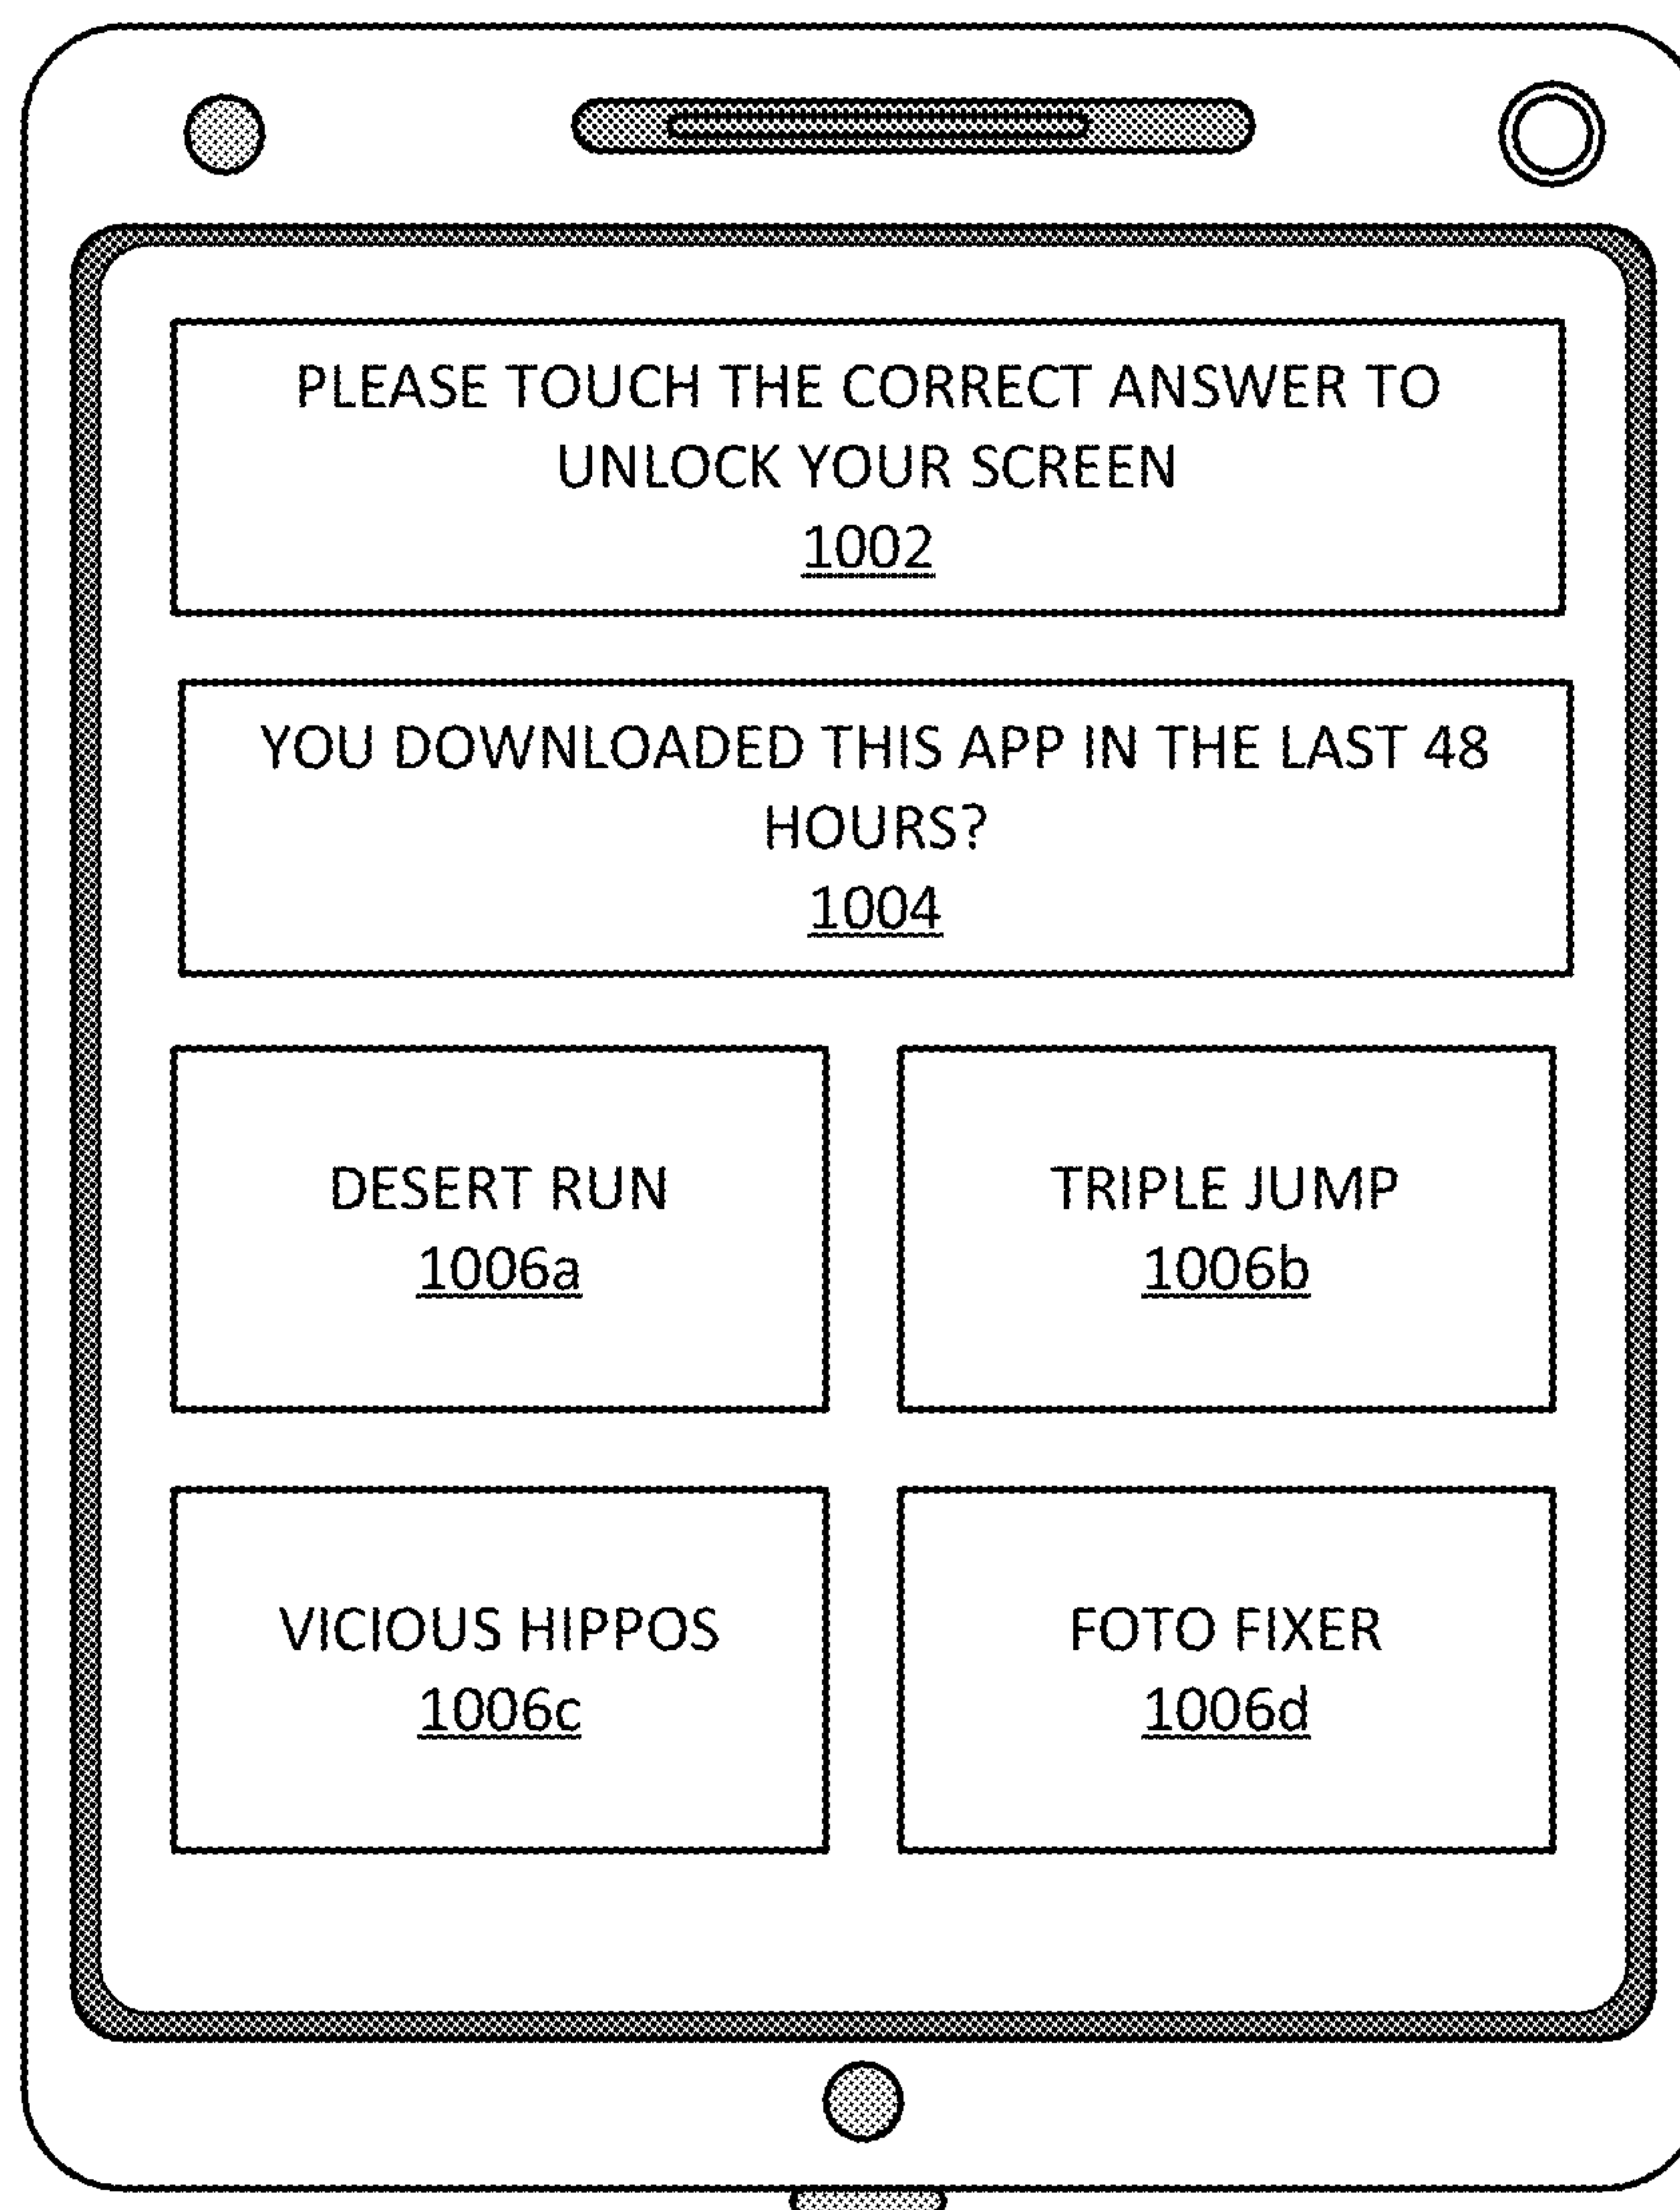 PLEASE TOUCH THE CORRECT ANSWER TO
UNLOCK YOUR SCREEN
1002
YOU DOWNLOADED THIS APP IN THE LAST 48
HOURS?
1004
DESERT RUN
1006a
TRIPLE JUMP
1006b
VICIOUS HIPPOS
1006c
FOTO FIXER
1006d